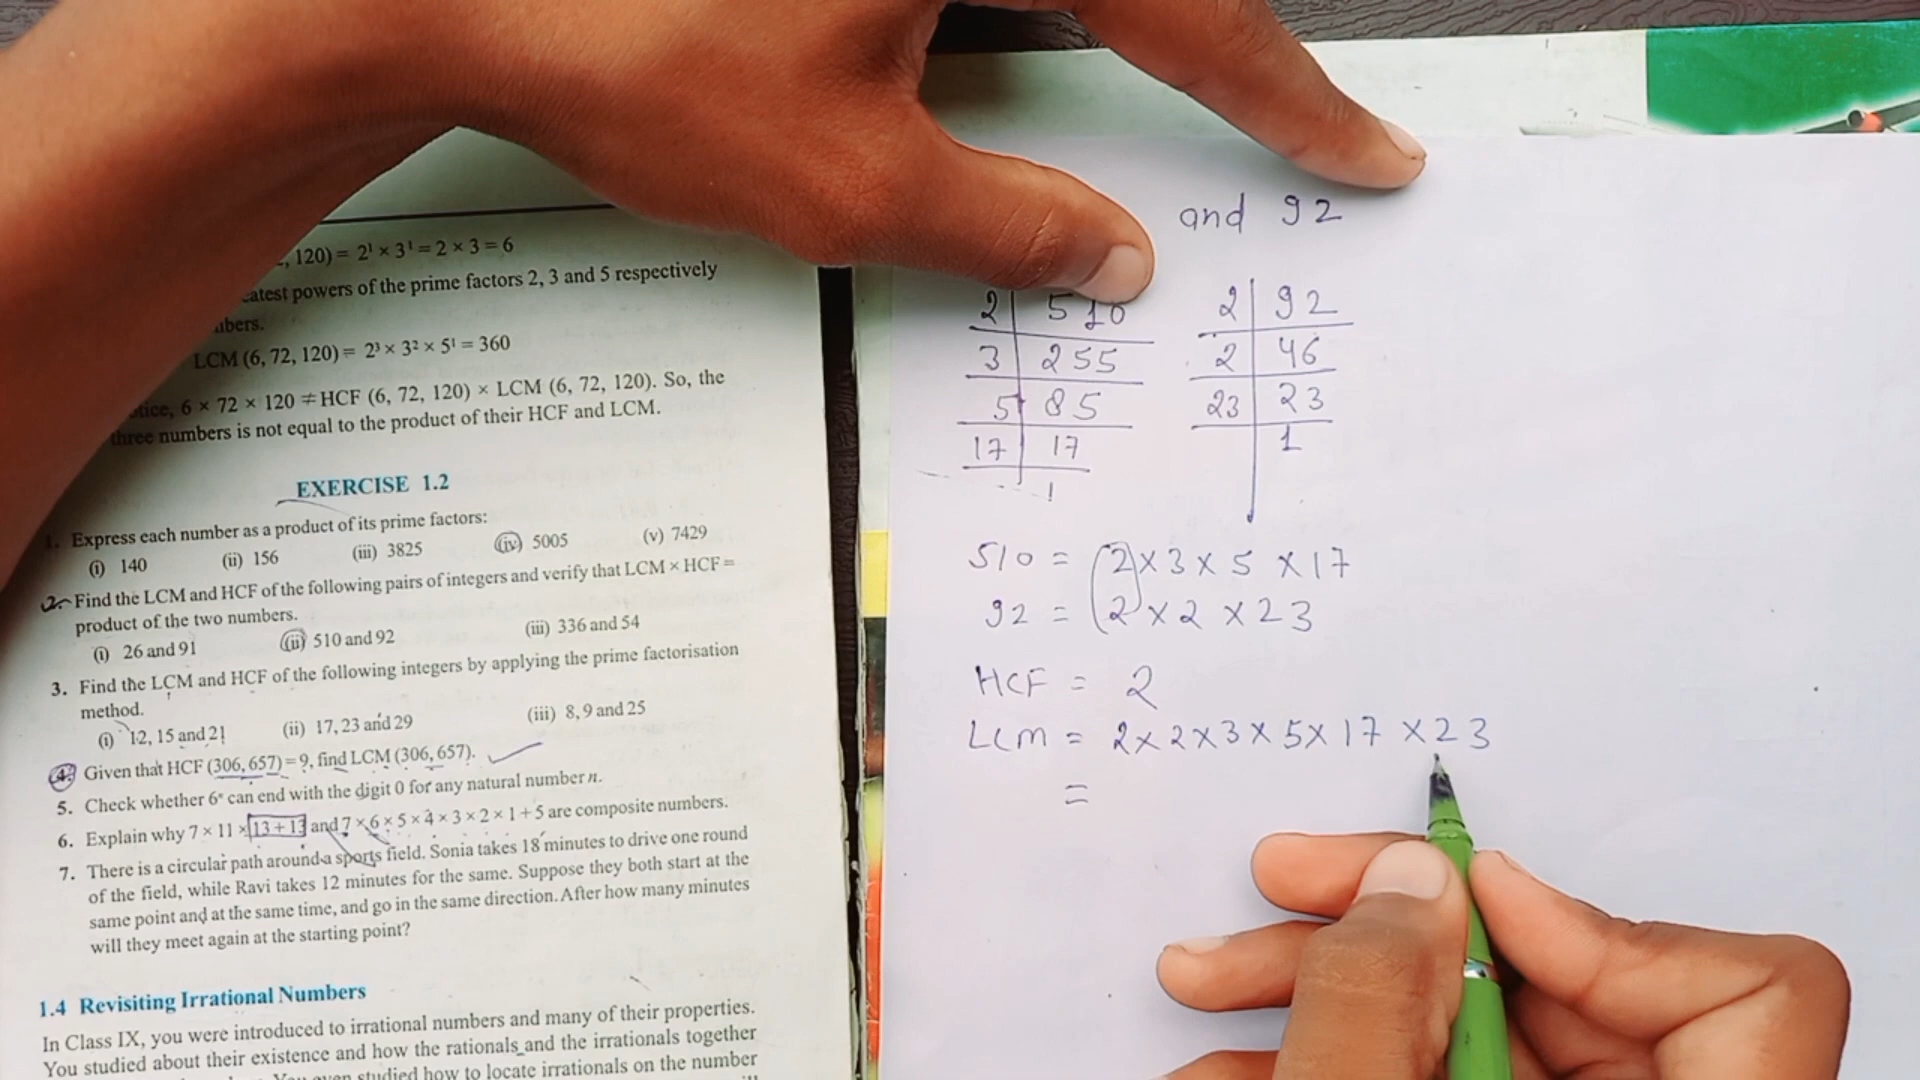 , 120) = 2¹ × 3¹ = 2 × 3 = 6
powers of the prime factors 2, 3 and 5 respectively
LCM (6, 72, 120) = 2³ × 3² × 5¹ = 360
6 × 72 × 120 ≠ HCF (6, 72, 120) × LCM (6, 72, 120). So, the
three numbers is not equal to the product of their HCF and LCM.
EXERCISE 1.2
1. Express each number as a product of its prime factors:
(i) 140 (ii) 156 (iii) 3825 (iv) 5005 (v) 7429
2. Find the LCM and HCF of the following pairs of integers and verify that LCM × HCF =
product of the two numbers.
(i) 26 and 91 (ii) 510 and 92 (iii) 336 and 54
3. Find the LCM and HCF of the following integers by applying the prime factorisation
method.
(i) 12, 15 and 21 (ii) 17, 23 and 29 (iii) 8, 9 and 25
4. Given that HCF (306, 657) = 9, find LCM (306, 657).
5. Check whether 6ⁿ can end with the digit 0 for any natural number n.
6. Explain why 7 × 11 × 13 + 13 and 7 × 6 × 5 × 4 × 3 × 2 × 1 + 5 are composite numbers.
7. There is a circular path around a sports field. Sonia takes 18 minutes to drive one round
of the field, while Ravi takes 12 minutes for the same. Suppose they both start at the
same point and at the same time, and go in the same direction. After how many minutes
will they meet again at the starting point?
1.4 Revisiting Irrational Numbers
In Class IX, you were introduced to irrational numbers and many of their properties.
You studied about their existence and how the rationals and the irrationals together
studied how to locate irrationals on the number
and 92
2 510
3 255
5 85
17 17
1
2 92
2 46
23 23
1
510 = 2 × 3 × 5 × 17
92 = 2 × 2 × 23
HCF = 2
LCM = 2 × 2 × 3 × 5 × 17 × 23
=